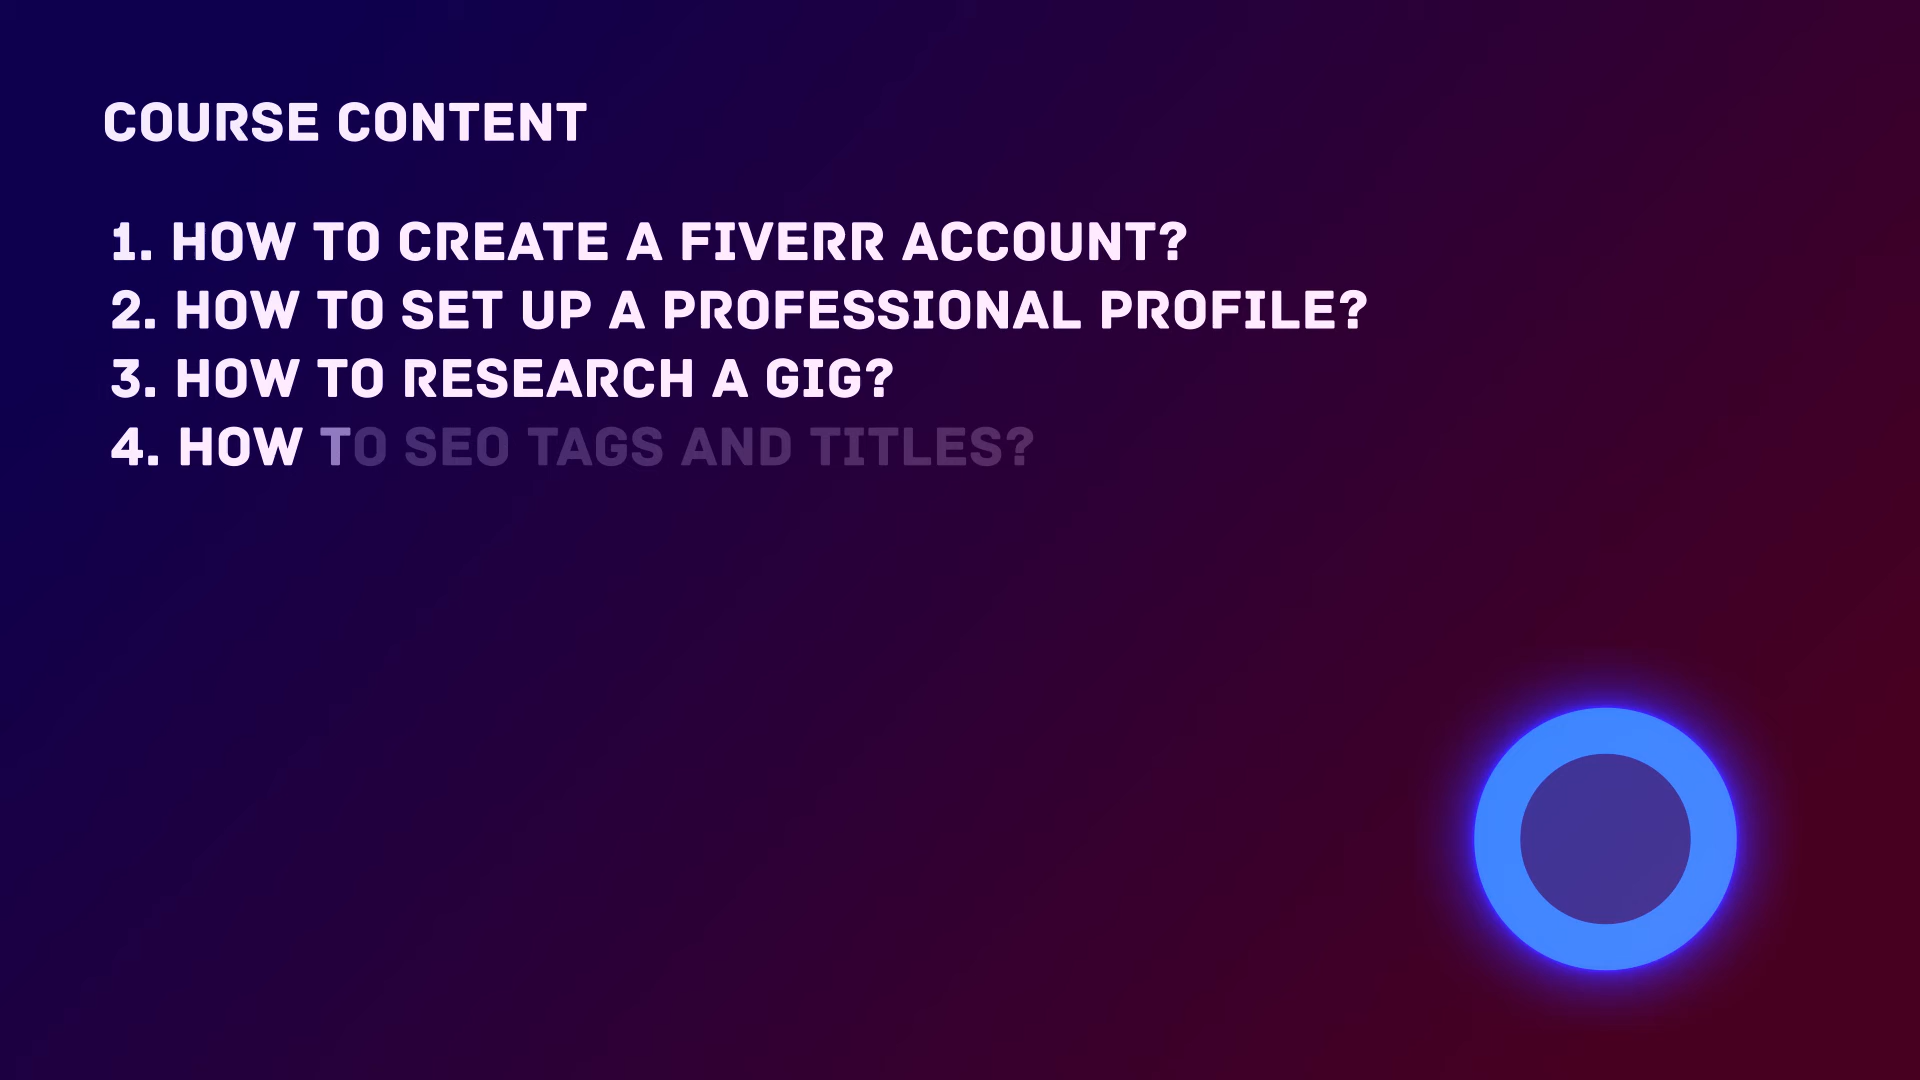 COURSE CONTENT
1. HOW TO CREATE A FIVERR ACCOUNT?
2. HOW TO SET UP A PROFESSIONAL PROFILE?
3. HOW TO RESEARCH A GIG?
4. HOW TO SEO TAGS AND TITLES?